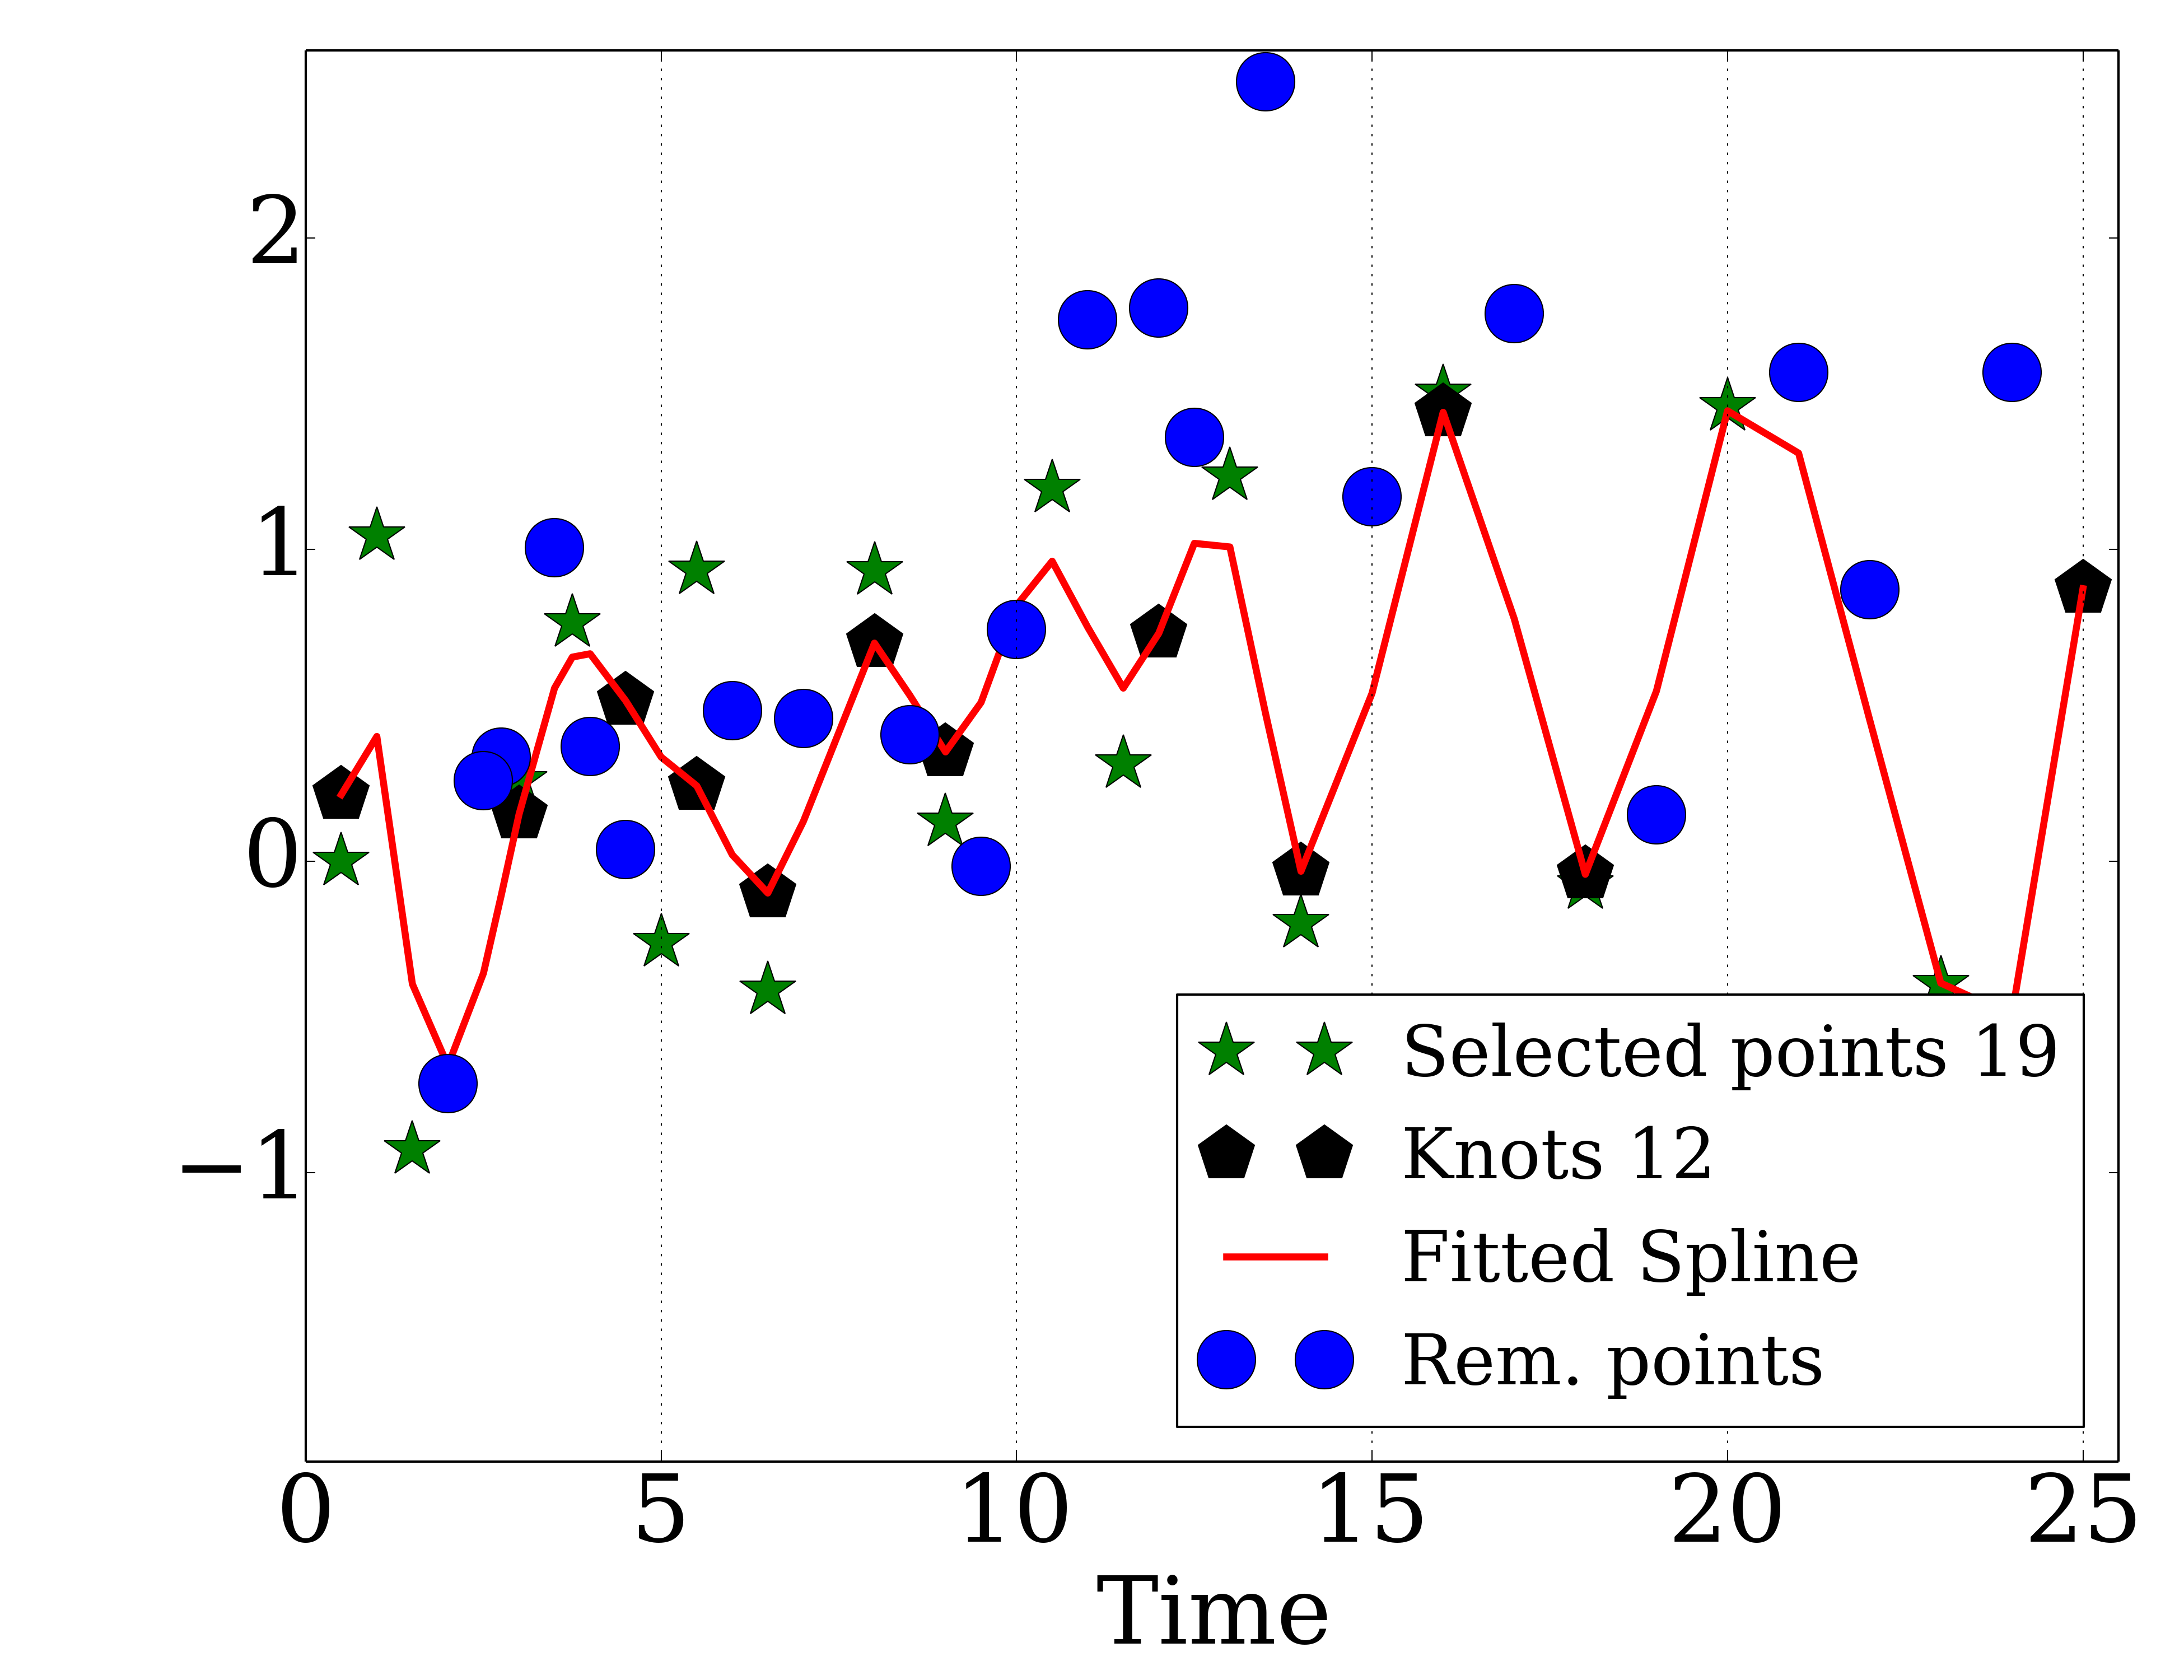 2
1
0
−1
0 5 10 15 20 25
Time
Selected points 19
Knots 12
Fitted Spline
Rem. points